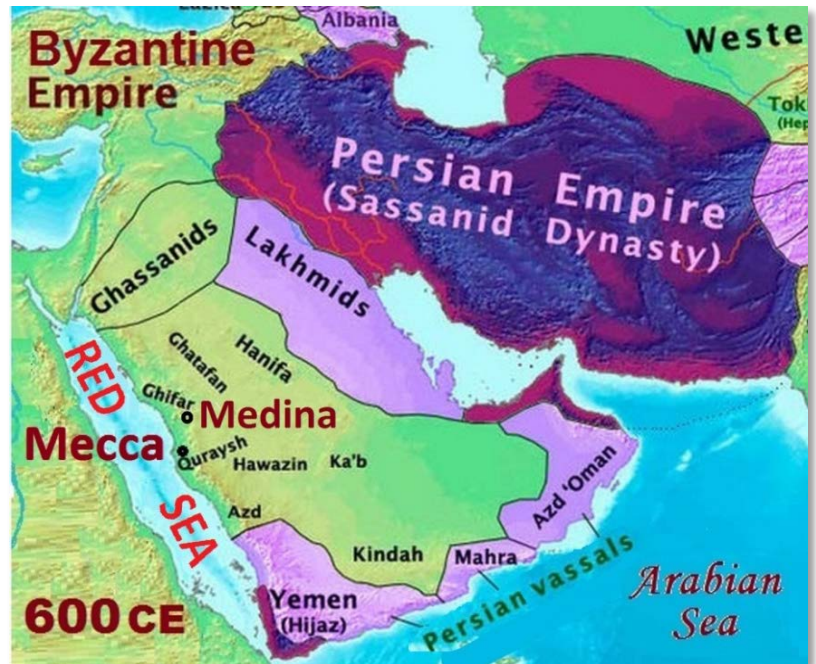 Albania
Byzantine
Empire
Weste
Tok
(Hep
Persian Empire
(Sassanid Dynasty)
Ghassanids
Lakhmids
Hanifa
Ghatafan
Ghifar
RED
SEA
Medina
Mecca
Quraysh
Hawazin
Ka'b
Azd
Azd 'Oman
Kindah
Mahra
Yemen
(Hijaz)
Persian vassals
Arabian
Sea
600 CE